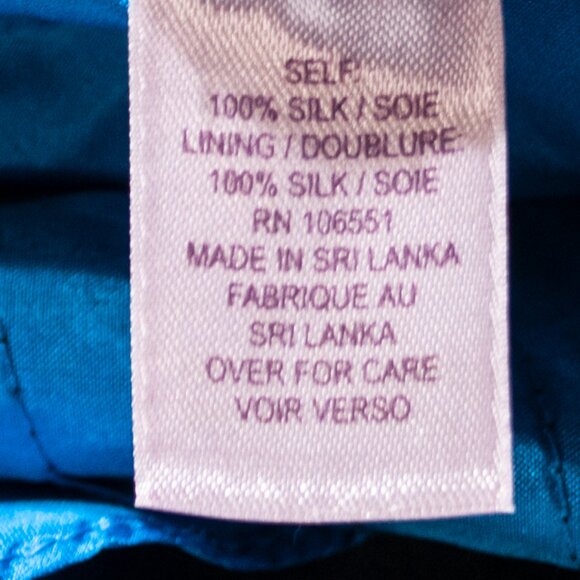 SELF:
100% SILK / SOIE
LINING / DOUBLURE:
100% SILK / SOIE
RN 106551
MADE IN SRI LANKA
FABRIQUE AU
SRI LANKA
OVER FOR CARE
VOIR VERSO